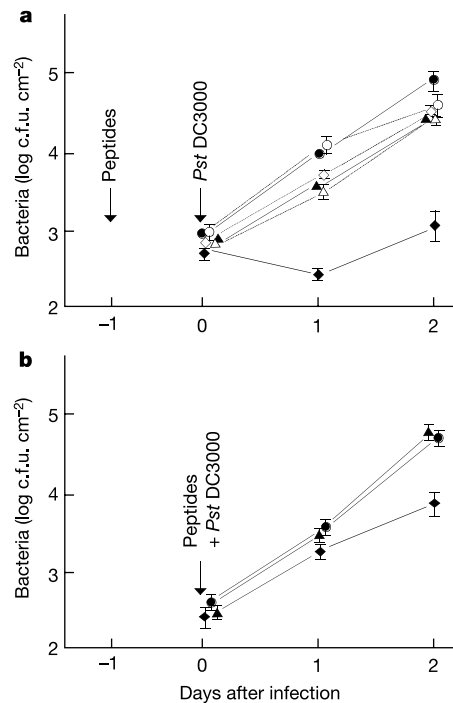 a
Bacteria (log c.f.u. cm⁻²)
5
4
3
2
Peptides
Pst DC3000
–1
0
1
2
b
Bacteria (log c.f.u. cm⁻²)
5
4
3
2
Peptides
+ Pst DC3000
–1
0
1
2
Days after infection